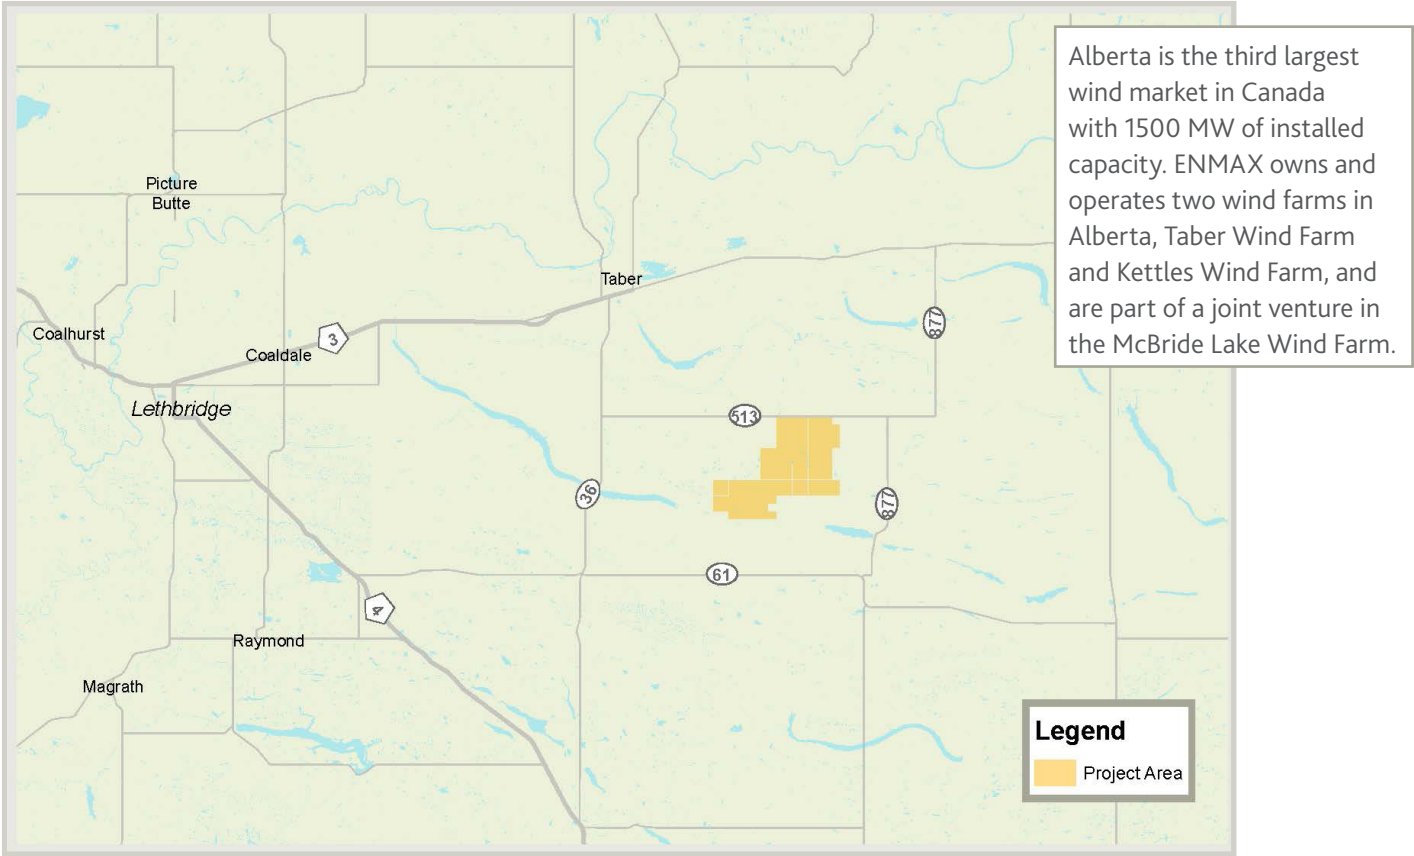 Alberta is the third largest
wind market in Canada
with 1500 MW of installed
capacity. ENMAX owns and
operates two wind farms in
Alberta, Taber Wind Farm
and Kettles Wind Farm, and
are part of a joint venture in
the McBride Lake Wind Farm.
Picture
Butte
Taber
877
Coalhurst
3
Coaldale
Lethbridge
513
36
877
61
4
Raymond
Magrath
Legend
Project Area